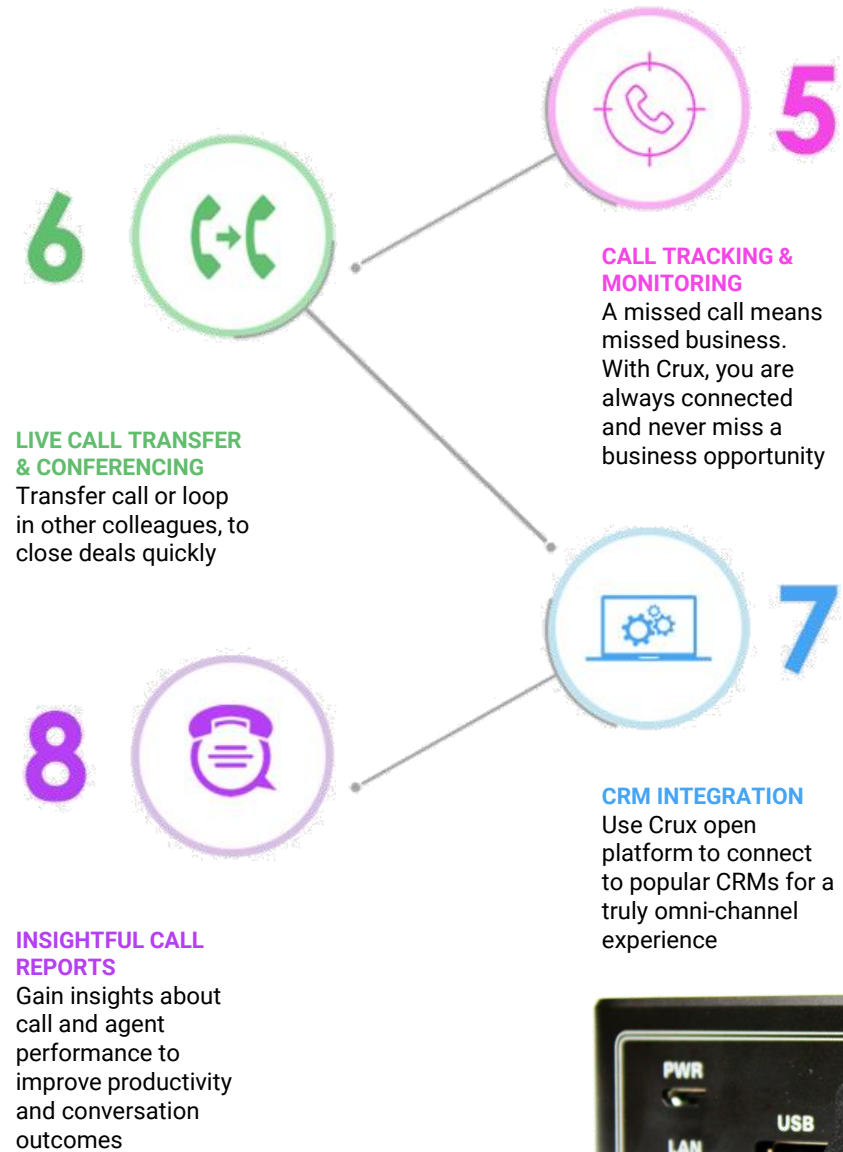 5
CALL TRACKING &
MONITORING
A missed call means
missed business.
With Crux, you are
always connected
and never miss a
business opportunity
6
LIVE CALL TRANSFER
& CONFERENCING
Transfer call or loop
in other colleagues, to
close deals quickly
7
CRM INTEGRATION
Use Crux open
platform to connect
to popular CRMs for a
truly omni-channel
experience
8
INSIGHTFUL CALL
REPORTS
Gain insights about
call and agent
performance to
improve productivity
and conversation
outcomes
PWR
USB
LAN